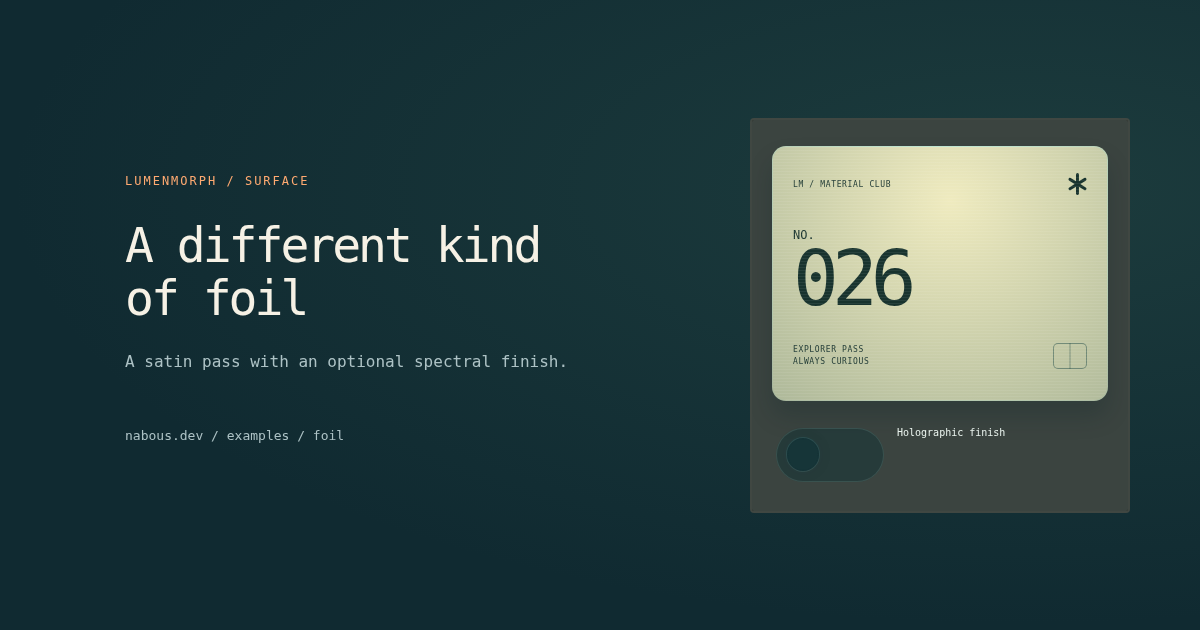 LUMENMORPH / SURFACE
A different kind
of foil
A satin pass with an optional spectral finish.
nabous.dev / examples / foil
LM / MATERIAL CLUB
NO.
026
EXPLORER PASS
ALWAYS CURIOUS
Holographic finish